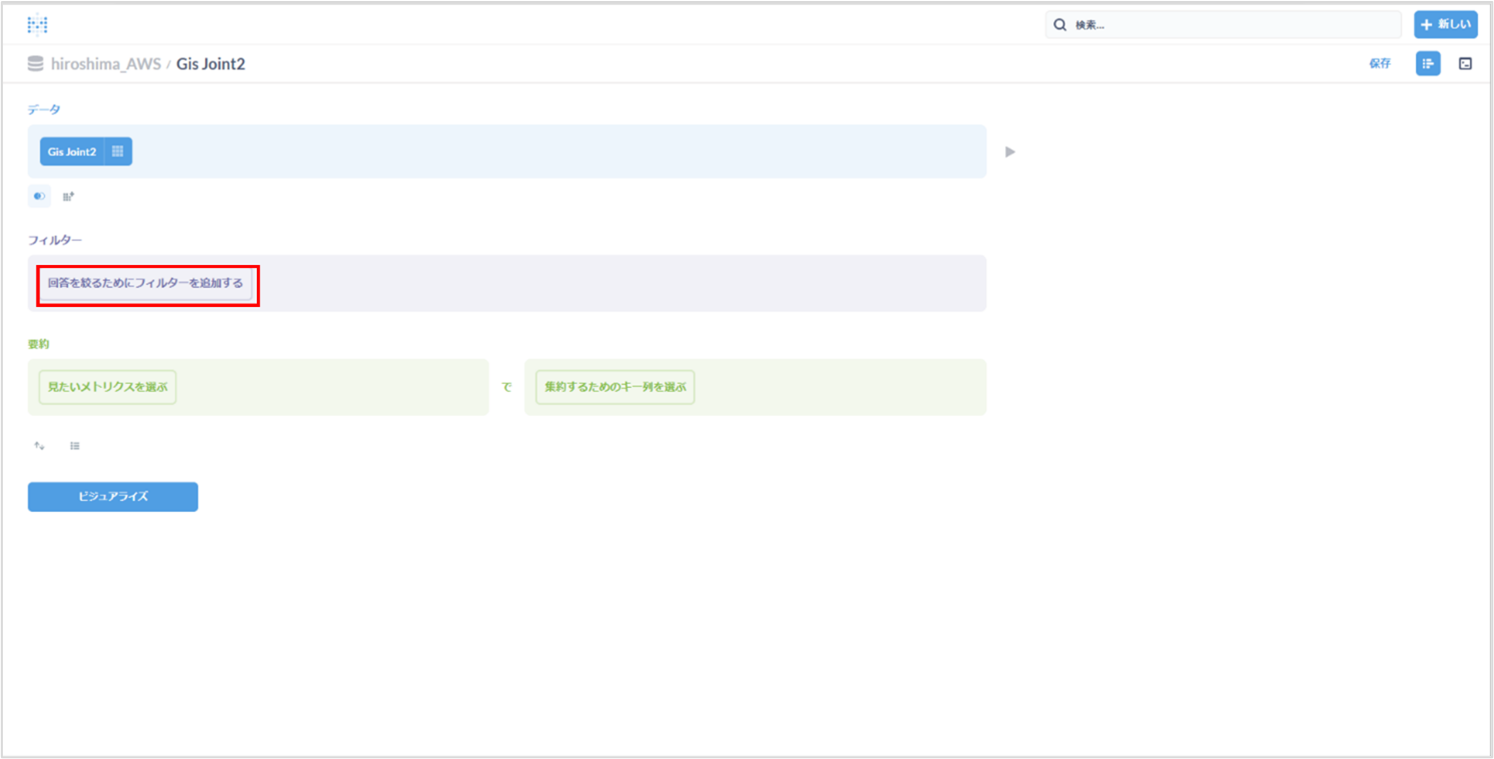 検索...
+ 新しい
hiroshima_AWS / Gis Joint2
保存
データ
Gis Joint2
フィルター
回答を絞るためにフィルターを追加する
要約
見たいメトリクスを選ぶ で 集約するためのキー列を選ぶ
ビジュアライズ